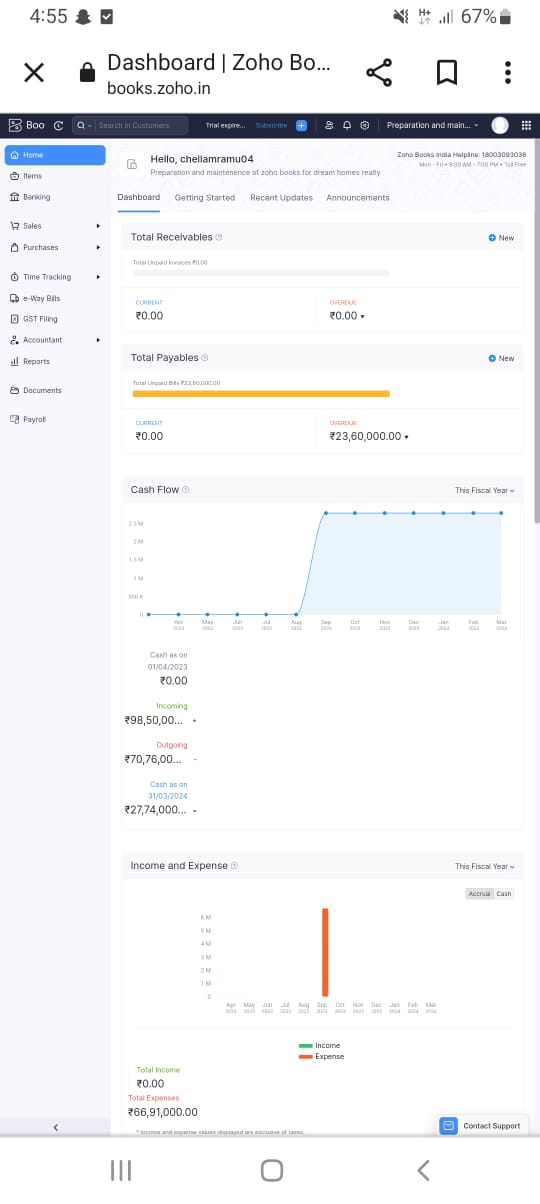 4:55
H+
67%
Dashboard | Zoho Bo...
books.zoho.in
Boo
Search in Customers
Trial expire...
Subscribe
Preparation and main...
Home
Items
Banking
Sales
Purchases
Time Tracking
e-Way Bills
GST Filing
Accountant
Reports
Documents
Payroll
Hello, chellamramu04
Preparation and maintenence of zoho books for dream homes realty
Zoho Books India Helpline: 18003093036
Mon - Fri • 9:00 AM - 7:00 PM • Toll Free
Dashboard Getting Started Recent Updates Announcements
Total Receivables
New
Total Unpaid Invoices ₹0.00
CURRENT
₹0.00
OVERDUE
₹0.00
Total Payables
New
Total Unpaid Bills ₹23,60,000.00
CURRENT
₹0.00
OVERDUE
₹23,60,000.00
Cash Flow
This Fiscal Year
2.5 M
2 M
1.5 M
1 M
500 K
0
Apr May Jun Jul Aug Sep Oct Nov Dec Jan Feb Mar
2023 2023 2023 2023 2023 2023 2023 2023 2023 2024 2024 2024
Cash as on
01/04/2023
₹0.00
Incoming
₹98,50,00... +
Outgoing
₹70,76,00... -
Cash as on
31/03/2024
₹27,74,000... =
Income and Expense
This Fiscal Year
Accrual Cash
6 M
5 M
4 M
3 M
2 M
1 M
0
Apr May Jun Jul Aug Sep Oct Nov Dec Jan Feb Mar
2023 2023 2023 2023 2023 2023 2023 2023 2023 2024 2024 2024
Income
Expense
Total Income
₹0.00
Total Expenses
₹66,91,000.00
* Income and expense values displayed are exclusive of taxes.
Contact Support